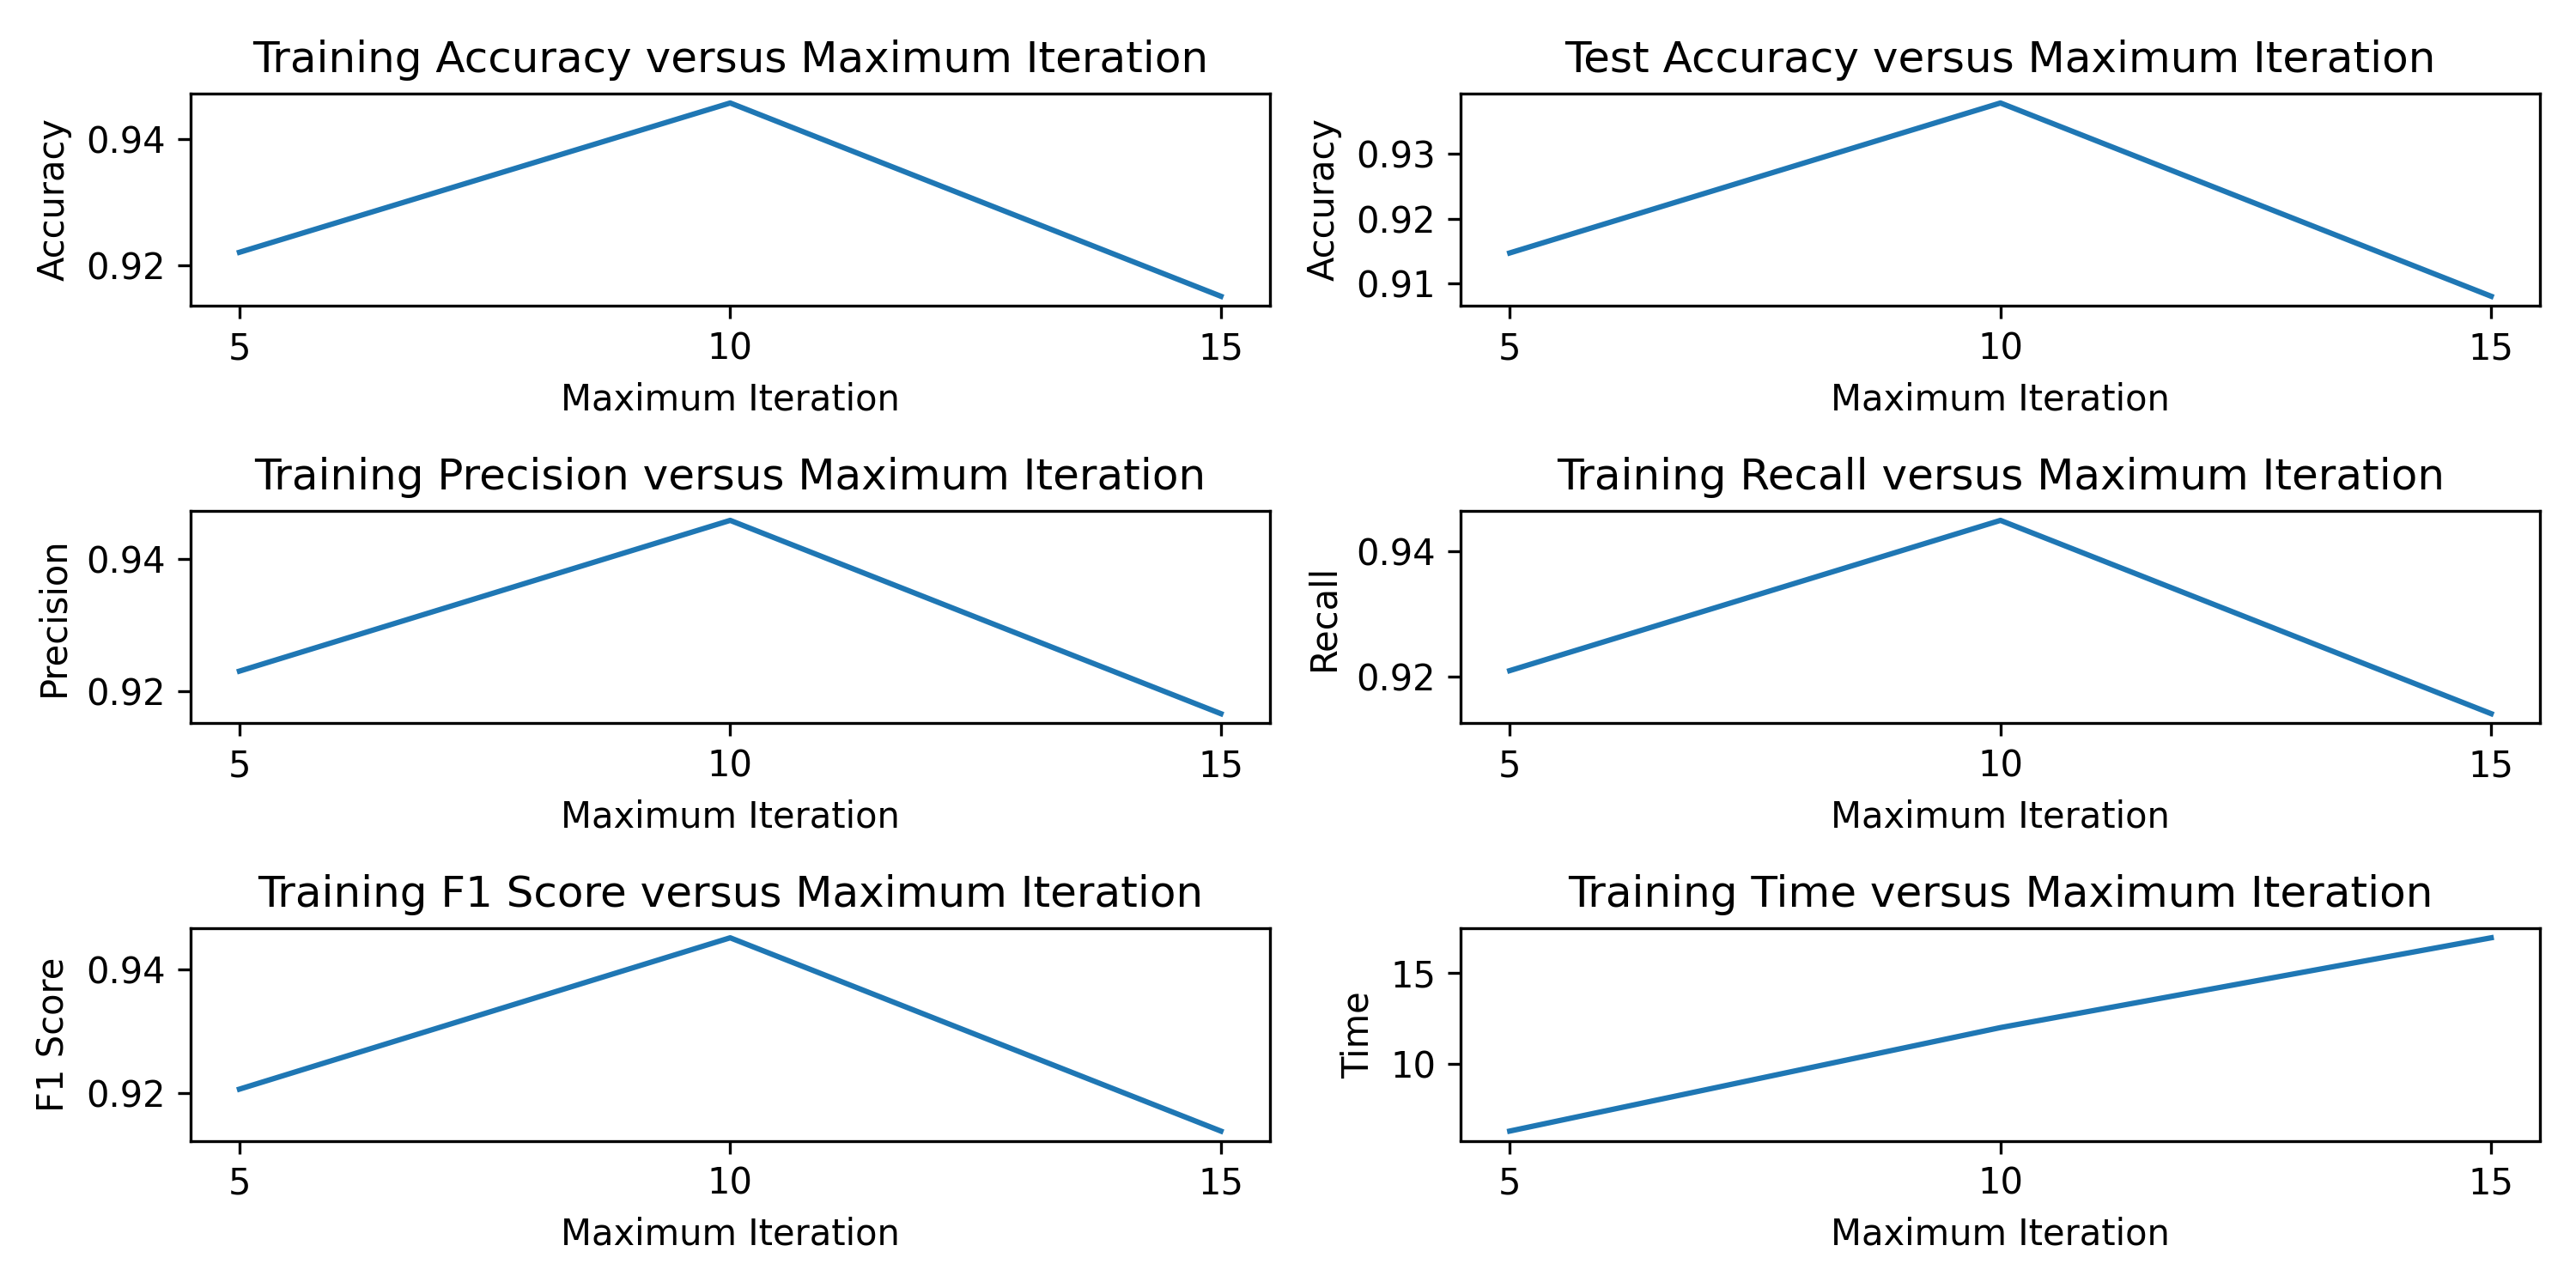 Training Accuracy versus Maximum Iteration
Accuracy
0.94
0.92
5 10 15
Maximum Iteration
Test Accuracy versus Maximum Iteration
Accuracy
0.93
0.92
0.91
5 10 15
Maximum Iteration
Training Precision versus Maximum Iteration
Precision
0.94
0.92
5 10 15
Maximum Iteration
Training Recall versus Maximum Iteration
Recall
0.94
0.92
5 10 15
Maximum Iteration
Training F1 Score versus Maximum Iteration
F1 Score
0.94
0.92
5 10 15
Maximum Iteration
Training Time versus Maximum Iteration
Time
15
10
5 10 15
Maximum Iteration